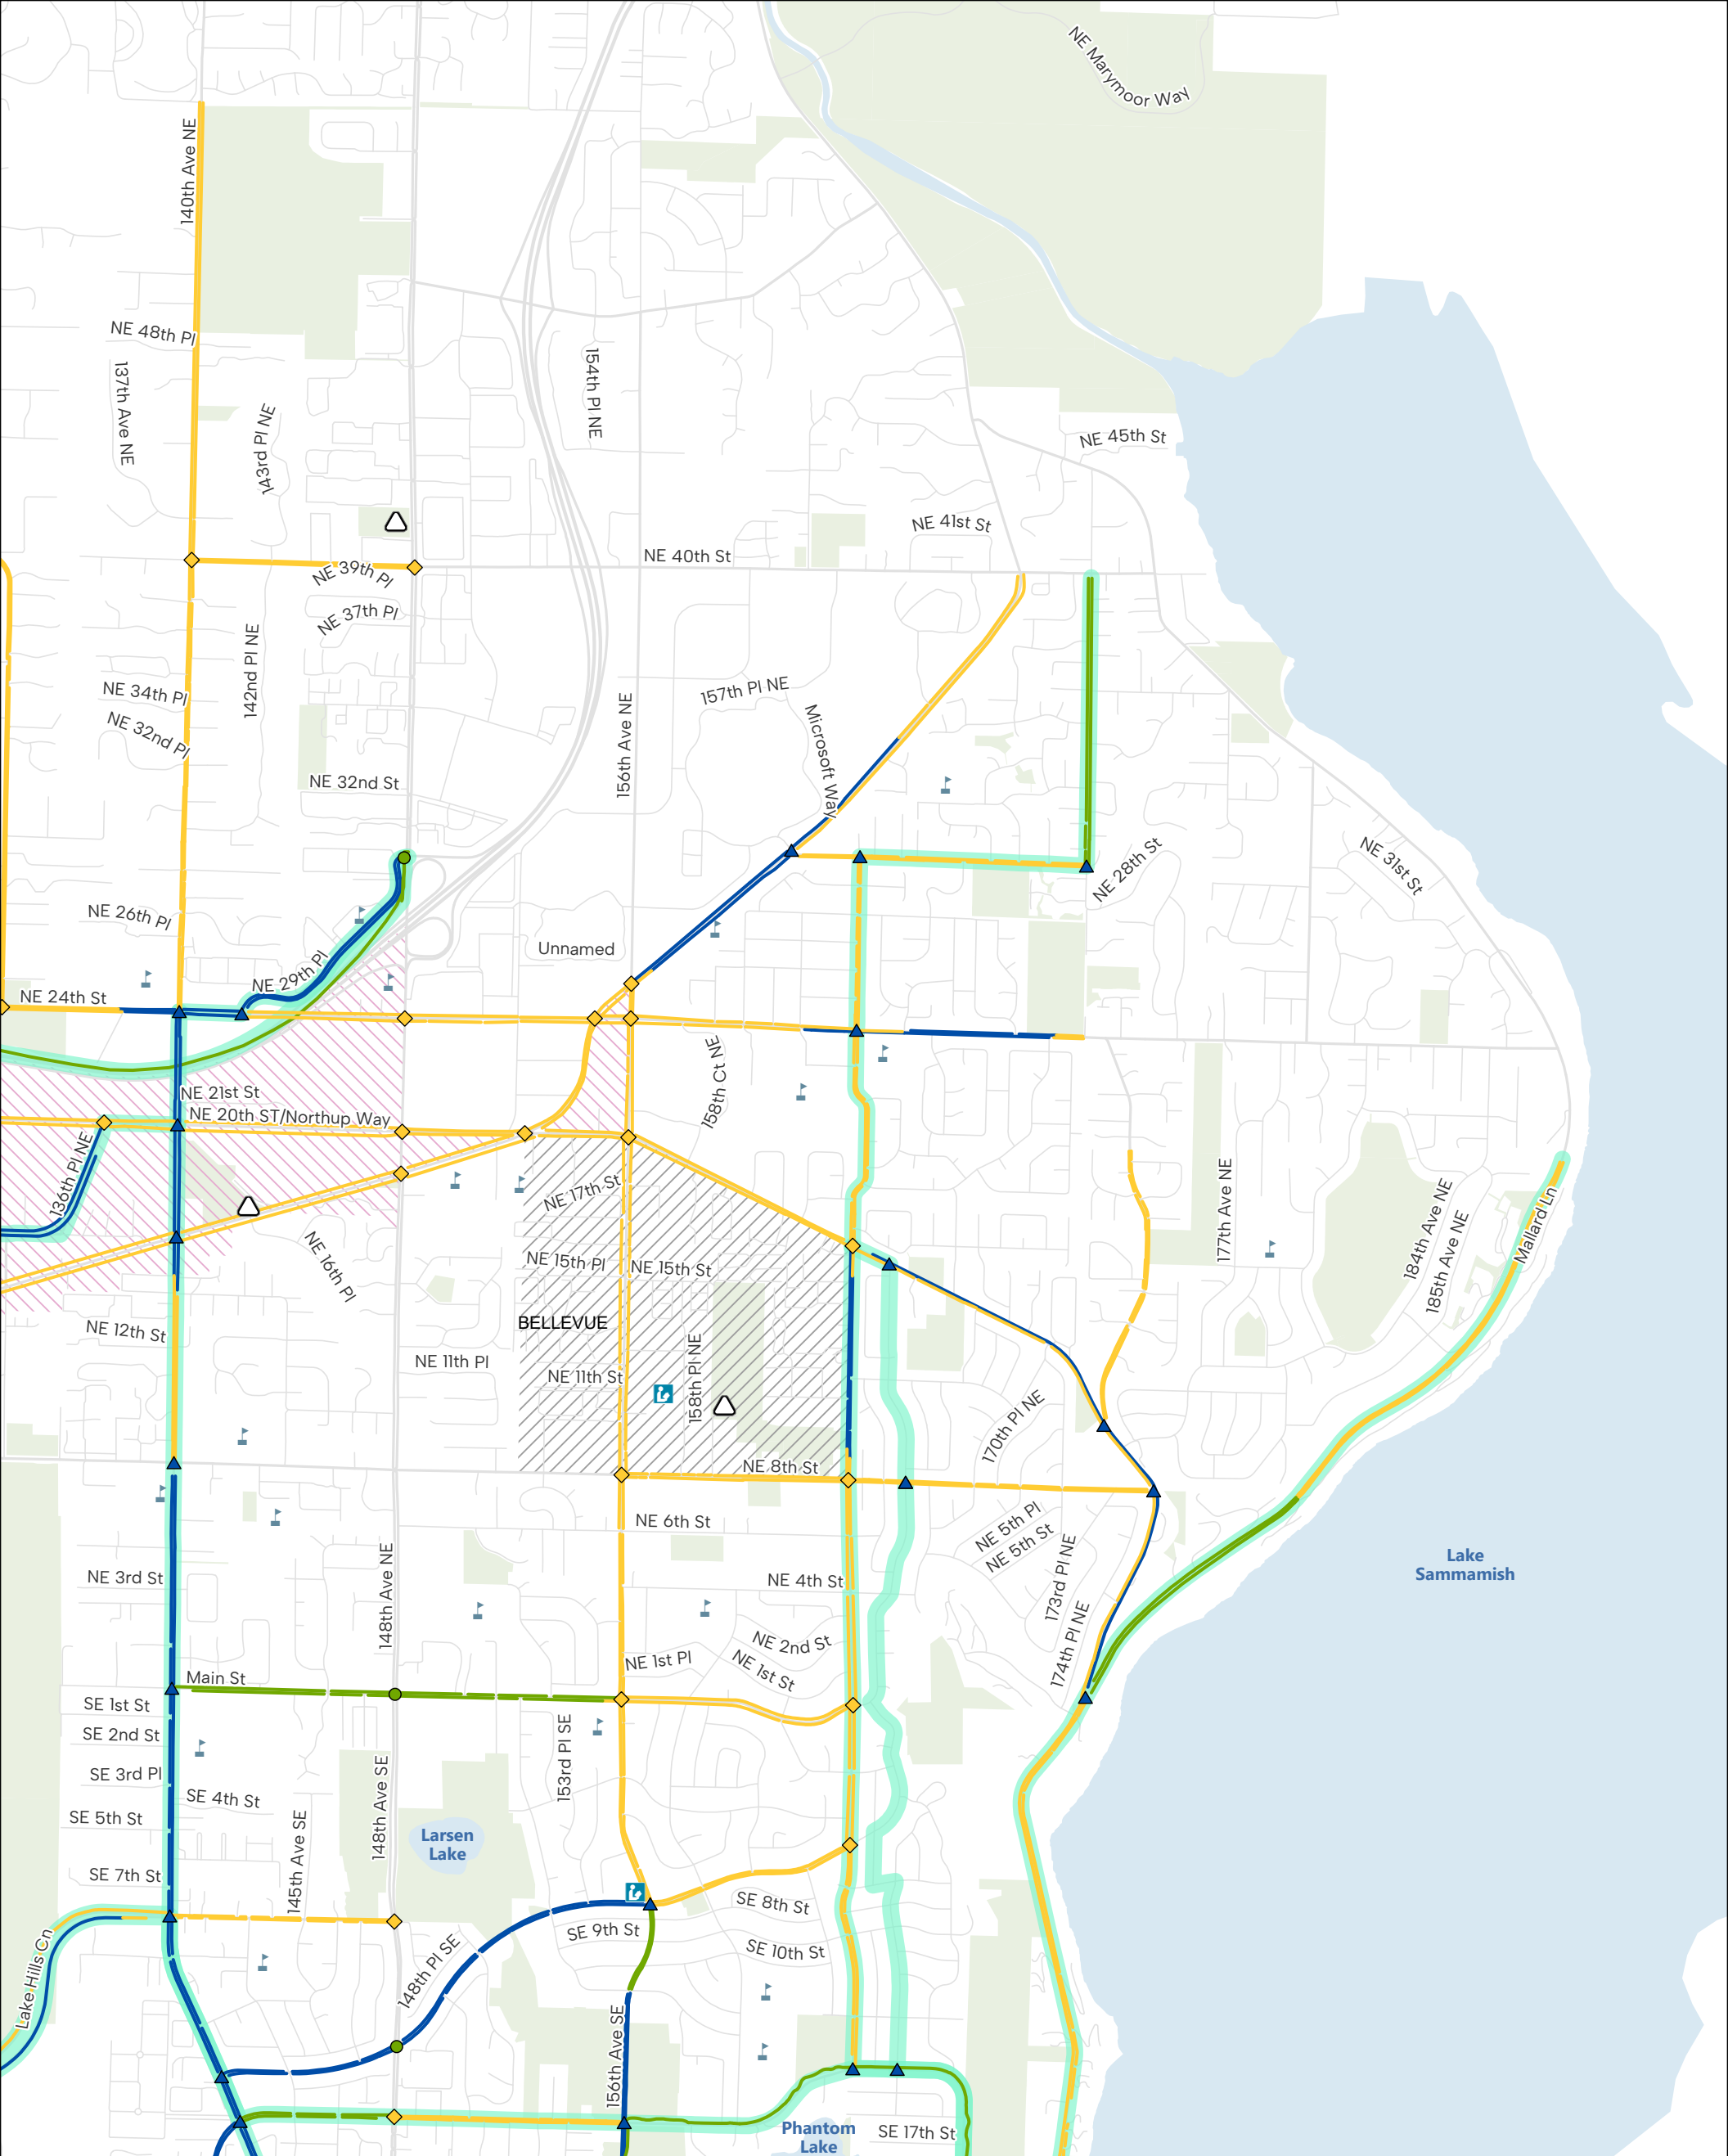 NE Marymoor Way
140th Ave NE
NE 48th Pl
137th Ave NE
154th Pl NE
143rd Pl NE
NE 45th St
NE 41st St
NE 40th St
NE 39th Pl
NE 37th Pl
142nd Pl NE
NE 34th Pl
157th Pl NE
156th Ave NE
Microsoft Way
NE 32nd Pl
NE 32nd St
NE 28th St
NE 31st St
NE 26th Pl
Unnamed
NE 29th Pl
NE 24th St
158th Ct NE
NE 21st St
NE 20th ST/Northup Way
136th Pl NE
NE 17th St
177th Ave NE
184th Ave NE
185th Ave NE
Mallard Ln
NE 16th Pl
NE 15th Pl
NE 15th St
BELLEVUE
NE 12th St
NE 11th Pl
NE 11th St
158th Pl NE
170th Pl NE
NE 8th St
NE 6th St
NE 5th Pl
NE 5th St
148th Ave NE
NE 3rd St
NE 4th St
173rd Pl NE
Lake
Sammamish
NE 2nd St
NE 1st Pl
NE 1st St
174th Pl NE
Main St
SE 1st St
SE 2nd St
153rd Pl SE
SE 3rd Pl
148th Ave SE
SE 4th St
SE 5th St
145th Ave SE
Larsen
Lake
SE 7th St
SE 8th St
SE 9th St
SE 10th St
Lake Hills Cn
148th Pl SE
156th Ave SE
Phantom
Lake
SE 17th St